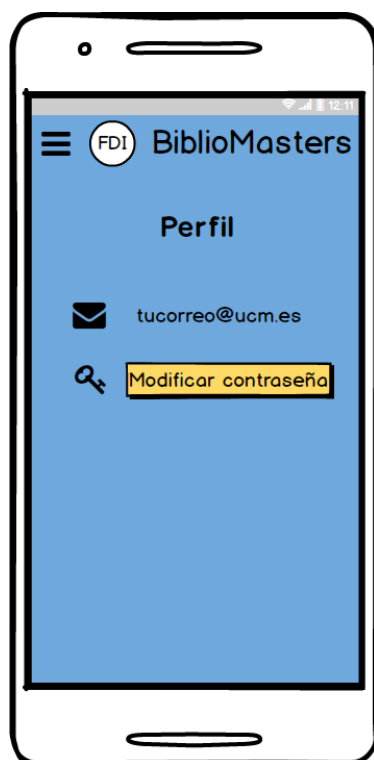 12:11
FDI BiblioMasters
Perfil
tucorreo@ucm.es
Modificar contraseña